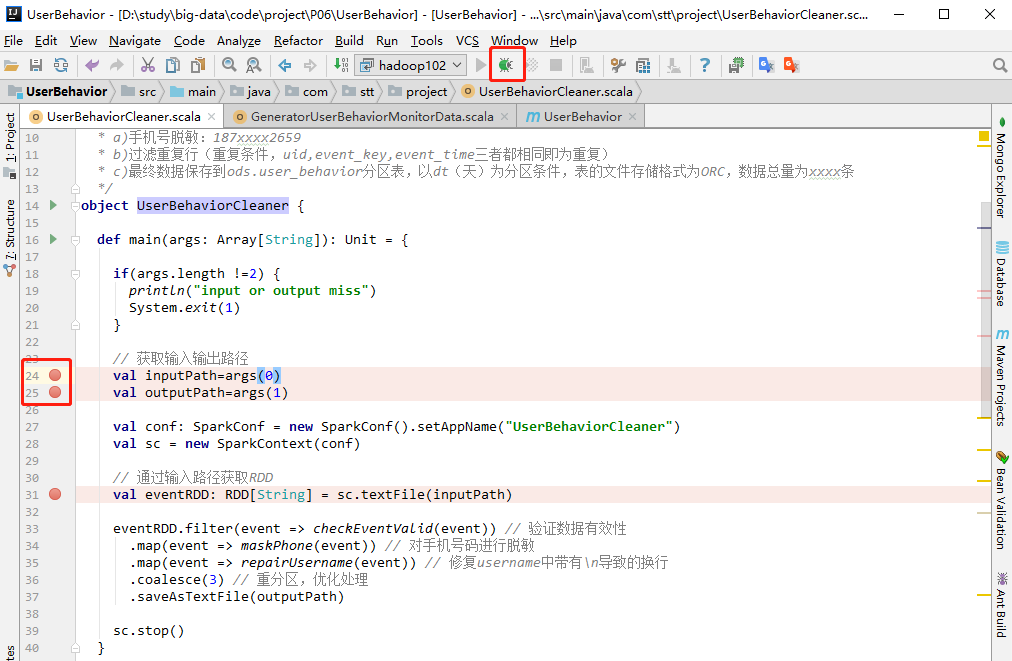 UserBehavior - [D:\study\big-data\code\project\P06\UserBehavior] - [UserBehavior] - ...\src\main\java\com\stt\project\UserBehaviorCleaner.sc...
File Edit View Navigate Code Analyze Refactor Build Run Tools VCS Window Help
hadoop102
UserBehavior src main java com stt project UserBehaviorCleaner.scala
UserBehaviorCleaner.scala GeneratorUserBehaviorMonitorData.scala UserBehavior
1: Project
7: Structure
10 * a)手机号脱敏：187xxxx2659
11 * b)过滤重复行（重复条件，uid,event_key,event_time三者都相同即为重复）
12 * c)最终数据保存到ods.user_behavior分区表，以dt（天）为分区条件，表的文件存储格式为ORC，数据总量为xxxx条
13 */
14 object UserBehaviorCleaner {
15
16 def main(args: Array[String]): Unit = {
17
18 if(args.length !=2) {
19 println("input or output miss")
20 System.exit(1)
21 }
22
23 // 获取输入输出路径
24 val inputPath=args(0)
25 val outputPath=args(1)
26
27 val conf: SparkConf = new SparkConf().setAppName("UserBehaviorCleaner")
28 val sc = new SparkContext(conf)
29
30 // 通过输入路径获取RDD
31 val eventRDD: RDD[String] = sc.textFile(inputPath)
32
33 eventRDD.filter(event => checkEventValid(event)) // 验证数据有效性
34 .map(event => maskPhone(event)) // 对手机号码进行脱敏
35 .map(event => repairUsername(event)) // 修复username中带有\n导致的换行
36 .coalesce(3) // 重分区，优化处理
37 .saveAsTextFile(outputPath)
38
39 sc.stop()
40 }
Mongo Explorer
Database
Maven Projects
Bean Validation
Ant Build